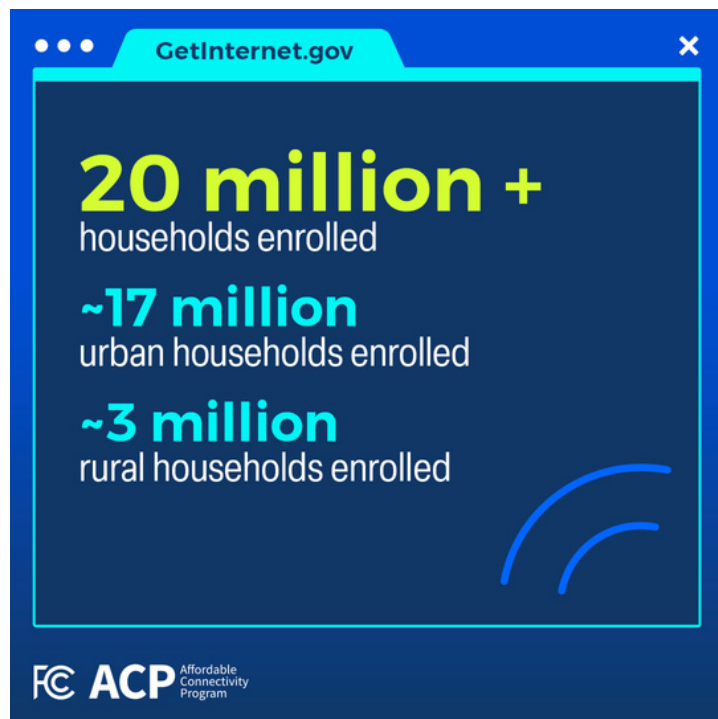 GetInternet.gov
20 million +
households enrolled
~17 million
urban households enrolled
~3 million
rural households enrolled
FCC ACP Affordable
Connectivity
Program